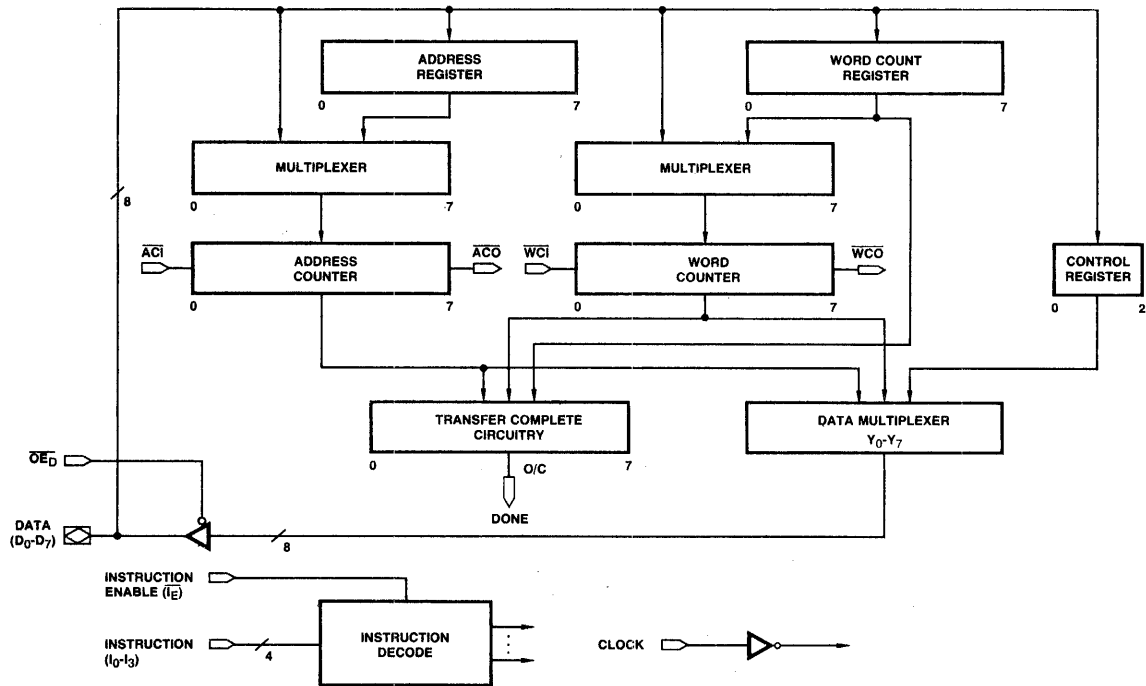 ADDRESS
REGISTER
WORD COUNT
REGISTER
0 7
0 7
MULTIPLEXER
MULTIPLEXER
8
0 7
0 7
ACI
ADDRESS
COUNTER
ACO
WCI
WORD
COUNTER
WCO
CONTROL
REGISTER
0 7
0 7
0 2
TRANSFER COMPLETE
CIRCUITRY
DATA MULTIPLEXER
Y0-Y7
0 7
O/C
OED
DONE
DATA
(D0-D7)
8
INSTRUCTION
ENABLE (IE)
INSTRUCTION
(I0-I3)
4
INSTRUCTION
DECODE
CLOCK